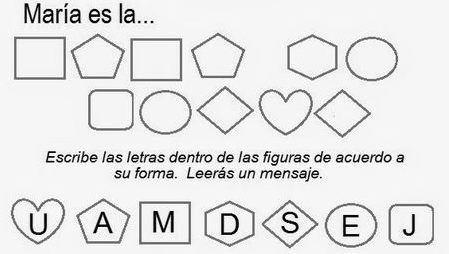 María es la...
Escribe las letras dentro de las figuras de acuerdo a
su forma. Leerás un mensaje.
U A M D S E J